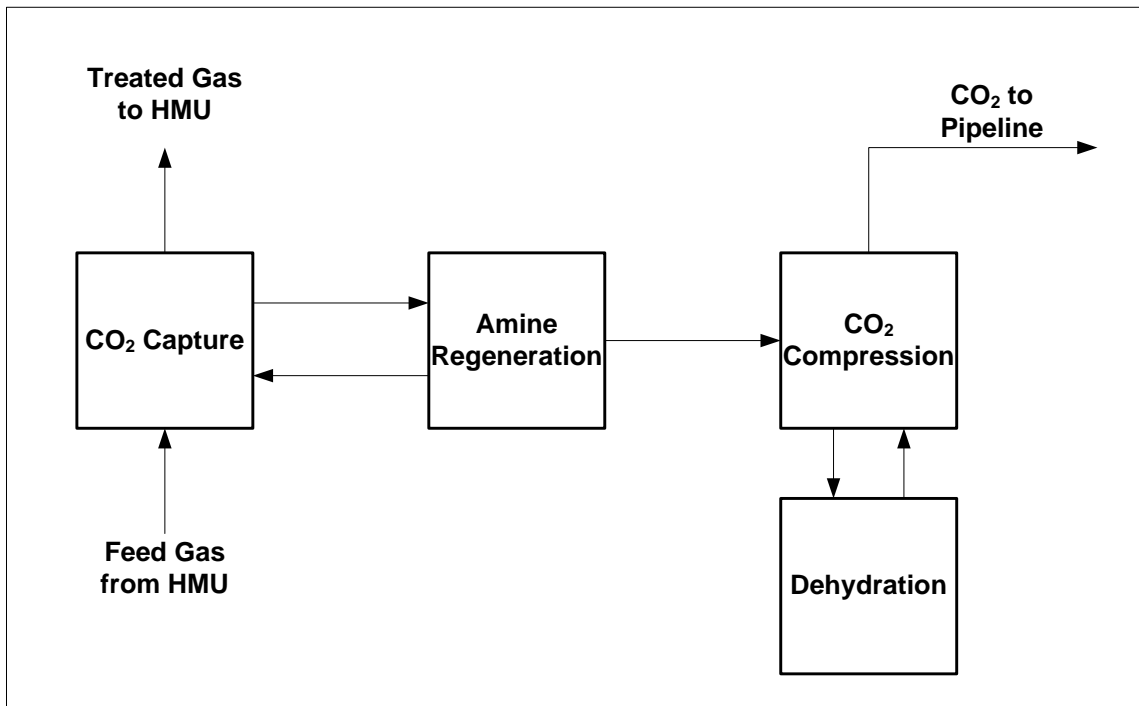 Treated Gas
to HMU
CO₂ to
Pipeline
CO₂ Capture
Amine
Regeneration
CO₂
Compression
Feed Gas
from HMU
Dehydration